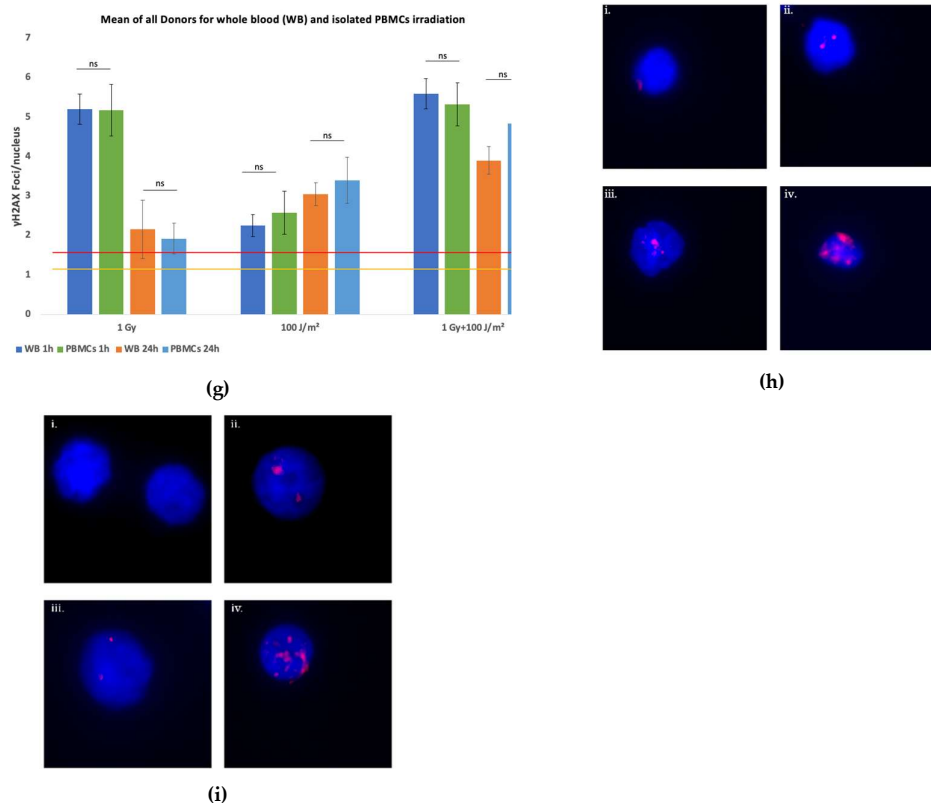 Mean of all Donors for whole blood (WB) and isolated PBMCs irradiation
7
6
5
4
3
2
1
0
γH2AX Foci/nucleus
ns
ns
ns
ns
ns
ns
1 Gy
100 J/m²
1 Gy+100 J/m²
WB 1h
PBMCs 1h
WB 24h
PBMCs 24h
(g)
i.
ii.
iii.
iv.
(h)
i.
ii.
iii.
iv.
(i)